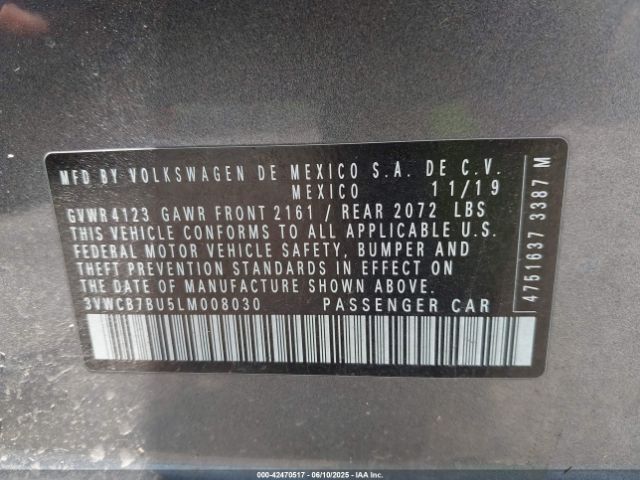 MFD BY VOLKSWAGEN DE MEXICO S.A. DE C.V.
MEXICO 11/19
GVWR 4123 GAWR FRONT 2161 / REAR 2072 LBS
THIS VEHICLE CONFORMS TO ALL APPLICABLE U.S.
FEDERAL MOTOR VEHICLE SAFETY, BUMPER AND
THEFT PREVENTION STANDARDS IN EFFECT ON
THE DATE OF MANUFACTURE SHOWN ABOVE.
3VWCB7BU5LM008030 PASSENGER CAR
4751637 3387 M
000-42470517 - 06/10/2025 - IAAI.COM